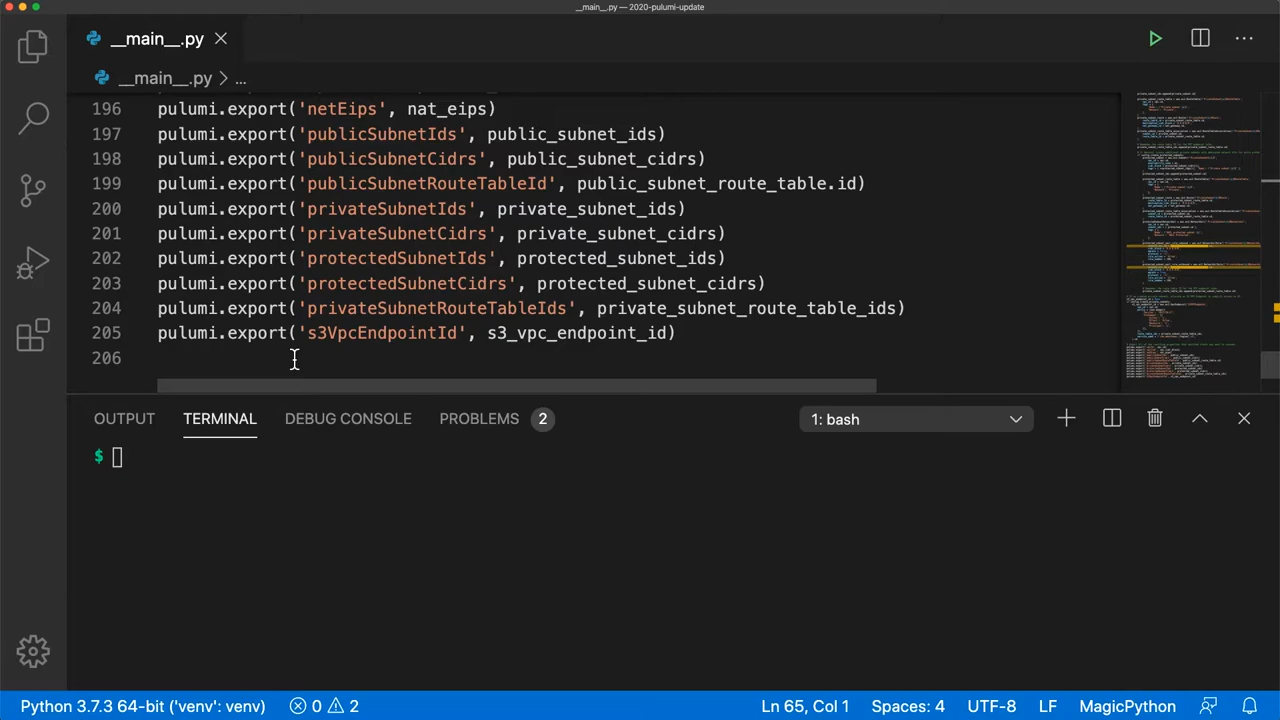 __main__.py — 2020-pulumi-update
__main__.py
__main__.py > ...
196 pulumi.export('netEips', nat_eips)
197 pulumi.export('publicSubnetIds', public_subnet_ids)
198 pulumi.export('publicSubnetCidrs', public_subnet_cidrs)
199 pulumi.export('publicSubnetRouteTableId', public_subnet_route_table.id)
200 pulumi.export('privateSubnetIds', private_subnet_ids)
201 pulumi.export('privateSubnetCidrs', private_subnet_cidrs)
202 pulumi.export('protectedSubnetIds', protected_subnet_ids)
203 pulumi.export('protectedSubnetCidrs', protected_subnet_cidrs)
204 pulumi.export('privateSubnetRouteTableIds', private_subnet_route_table_ids)
205 pulumi.export('s3VpcEndpointId', s3_vpc_endpoint_id)
206
OUTPUT TERMINAL DEBUG CONSOLE PROBLEMS 2 1: bash
$
Python 3.7.3 64-bit ('venv': venv) 0 2 Ln 65, Col 1 Spaces: 4 UTF-8 LF MagicPython